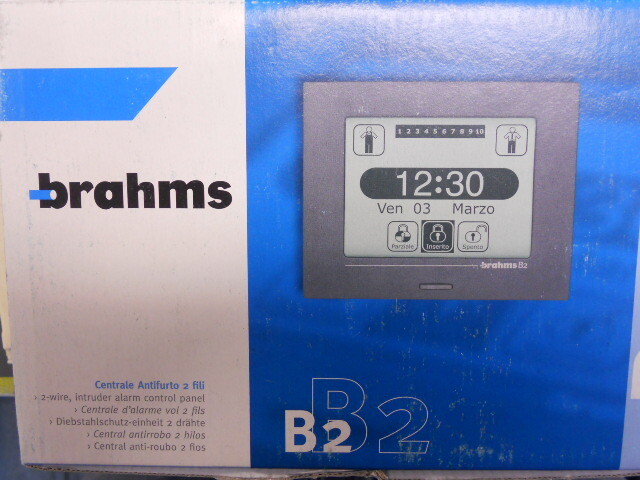 brahms
Centrale Antifurto 2 fili
› 2-wire, intruder alarm control panel
› Centrale d'alarme vol 2 fils
› Diebstahlschutz-einheit 2 drähte
› Central antirrobo 2 hilos
› Central anti-roubo 2 fios
1 2 3 4 5 6 7 8 9 10
12:30
Ven 03 Marzo
Parziale Inserito Spento
brahms B2
B2
B2